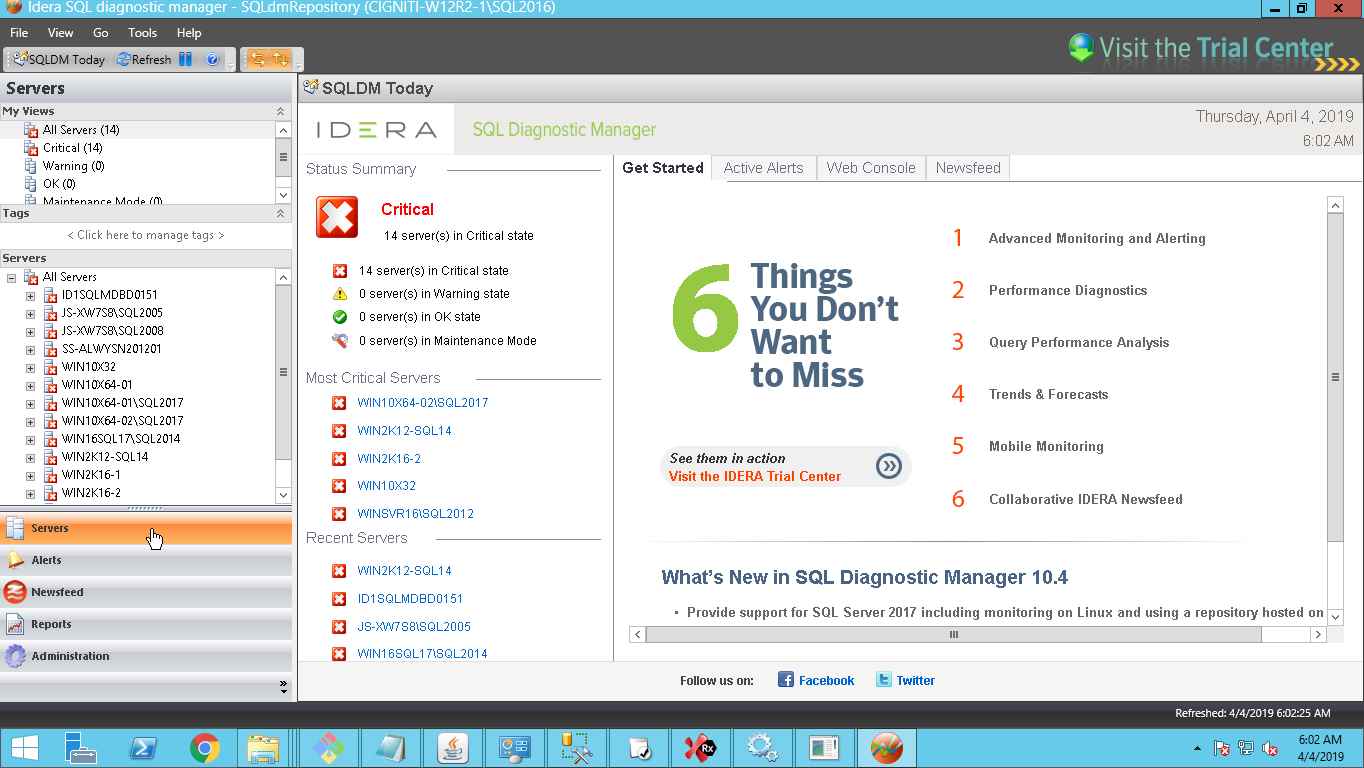 Idera SQL diagnostic manager - SQLdmRepository (CIGNITI-W12R2-1\SQL2016)
File View Go Tools Help
SQLDM Today Refresh
Visit the Trial Center
Servers
My Views
All Servers (14)
Critical (14)
Warning (0)
OK (0)
Maintenance Mode (0)
Tags
< Click here to manage tags >
Servers
All Servers
ID1SQLMDBD0151
JS-XW7S8\SQL2005
JS-XW7S8\SQL2008
SS-ALWYSN201201
WIN10X32
WIN10X64-01
WIN10X64-01\SQL2017
WIN10X64-02\SQL2017
WIN16SQL17\SQL2014
WIN2K12-SQL14
WIN2K16-1
WIN2K16-2
Servers
Alerts
Newsfeed
Reports
Administration
SQLDM Today
IDERA
SQL Diagnostic Manager
Thursday, April 4, 2019
6:02 AM
Status Summary
Critical
14 server(s) in Critical state
14 server(s) in Critical state
0 server(s) in Warning state
0 server(s) in OK state
0 server(s) in Maintenance Mode
Most Critical Servers
WIN10X64-02\SQL2017
WIN2K12-SQL14
WIN2K16-2
WIN10X32
WINSVR16\SQL2012
Recent Servers
WIN2K12-SQL14
ID1SQLMDBD0151
JS-XW7S8\SQL2005
WIN16SQL17\SQL2014
Get Started Active Alerts Web Console Newsfeed
6 Things
You Don't
Want
to Miss
See them in action
Visit the IDERA Trial Center
1 Advanced Monitoring and Alerting
2 Performance Diagnostics
3 Query Performance Analysis
4 Trends & Forecasts
5 Mobile Monitoring
6 Collaborative IDERA Newsfeed
What's New in SQL Diagnostic Manager 10.4
• Provide support for SQL Server 2017 including monitoring on Linux and using a repository hosted on
Follow us on: Facebook Twitter
Refreshed: 4/4/2019 6:02:25 AM
Rx
6:02 AM
4/4/2019